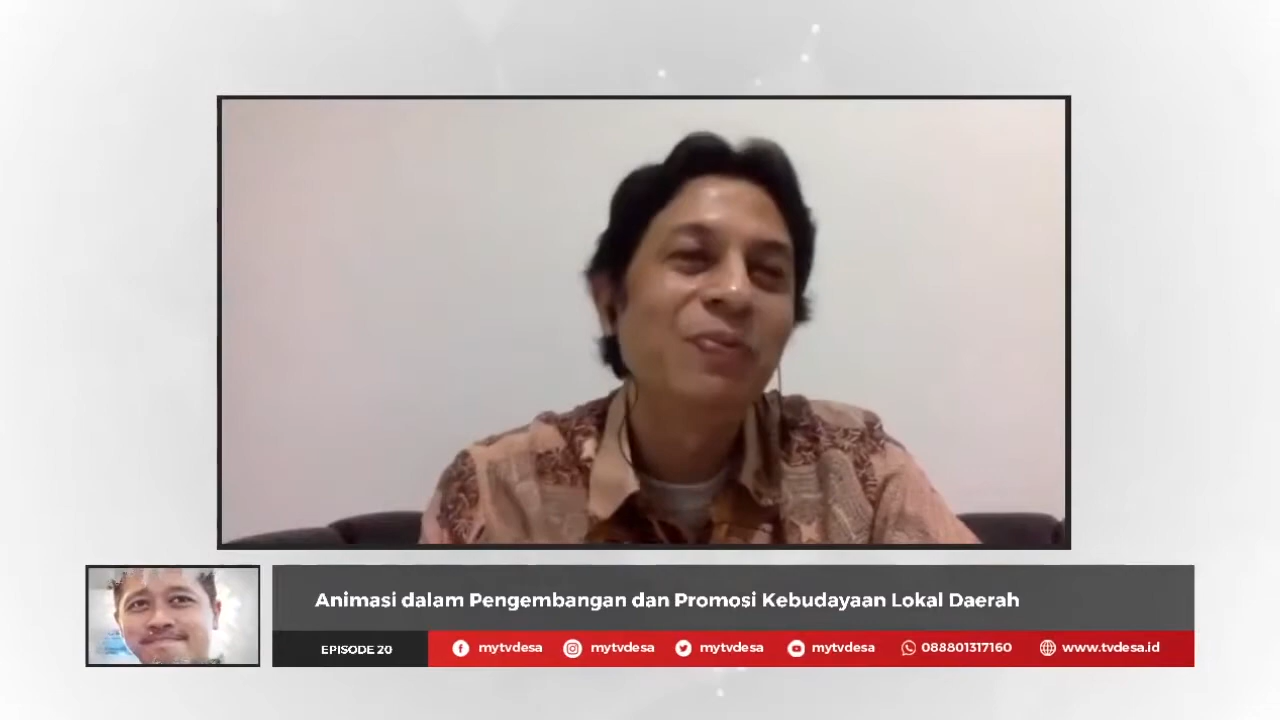 Animasi dalam Pengembangan dan Promosi Kebudayaan Lokal Daerah
EPISODE 20 mytvdesa mytvdesa mytvdesa mytvdesa 088801317160 www.tvdesa.id